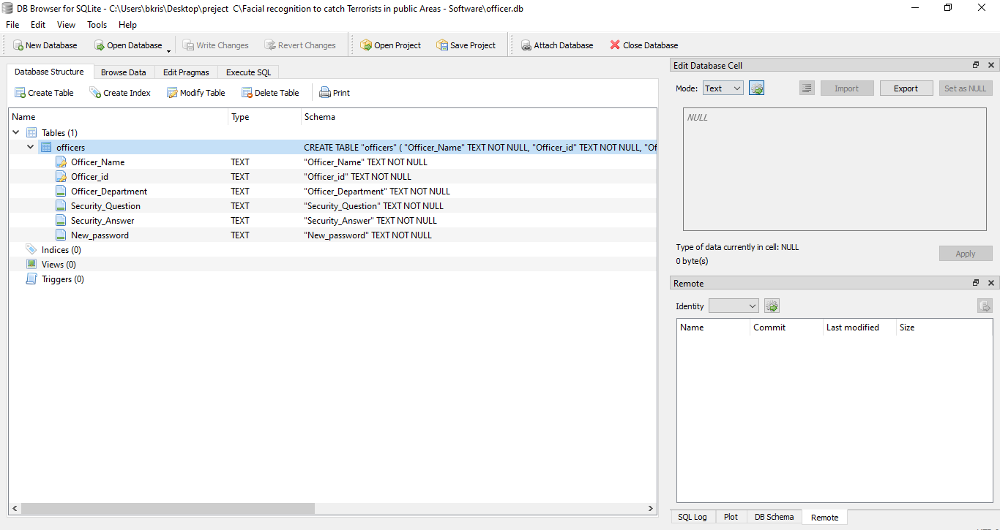 DB Browser for SQLite - C:\Users\bkris\Desktop\preject  C\Facial recognition to catch Terrorists in public Areas - Software\officer.db
File Edit View Tools Help
New Database Open Database Write Changes Revert Changes Open Project Save Project Attach Database Close Database
Database Structure Browse Data Edit Pragmas Execute SQL
Create Table Create Index Modify Table Delete Table Print
Name Type Schema
Tables (1)
officers CREATE TABLE "officers" ( "Officer_Name" TEXT NOT NULL, "Officer_id" TEXT NOT NULL, "Of
Officer_Name TEXT "Officer_Name" TEXT NOT NULL
Officer_id TEXT "Officer_id" TEXT NOT NULL
Officer_Department TEXT "Officer_Department" TEXT NOT NULL
Security_Question TEXT "Security_Question" TEXT NOT NULL
Security_Answer TEXT "Security_Answer" TEXT NOT NULL
New_password TEXT "New_password" TEXT NOT NULL
Indices (0)
Views (0)
Triggers (0)
Edit Database Cell
Mode: Text Import Export Set as NULL
NULL
Type of data currently in cell: NULL
0 byte(s)
Apply
Remote
Identity
Name Commit Last modified Size
SQL Log Plot DB Schema Remote